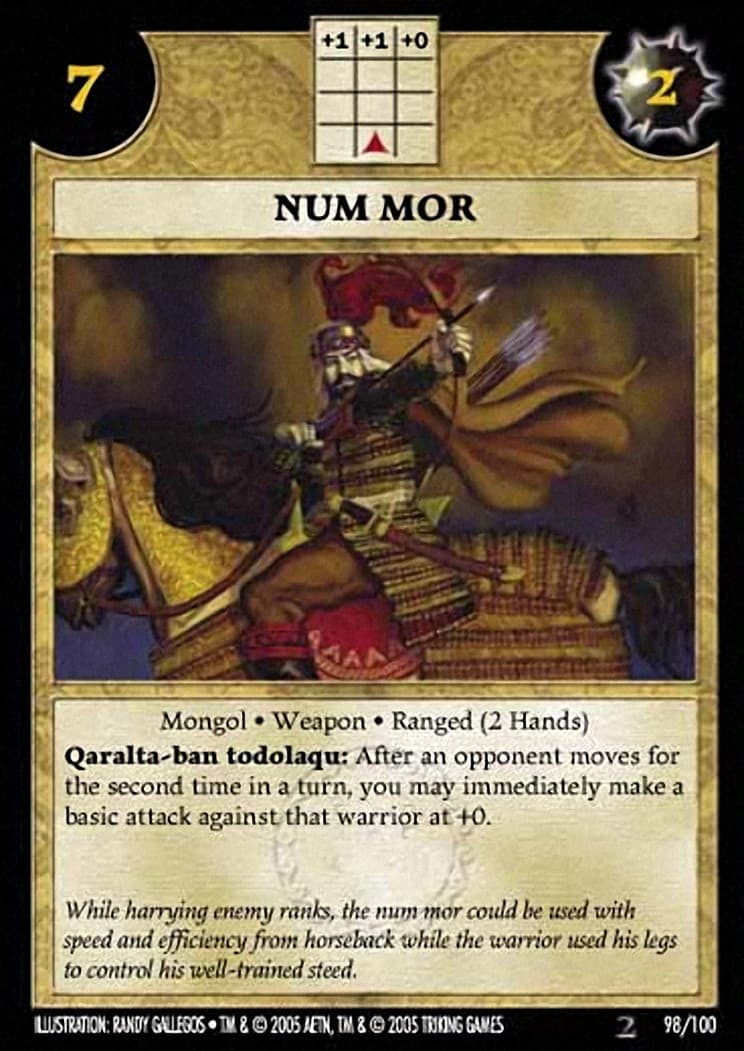 +1 +1 +0
7
2
NUM MOR
Mongol • Weapon • Ranged (2 Hands)
Qaralta-ban todolaqu: After an opponent moves for
the second time in a turn, you may immediately make a
basic attack against that warrior at +0.
While harrying enemy ranks, the num mor could be used with
speed and efficiency from horseback while the warrior used his legs
to control his well-trained steed.
ILLUSTRATION: RANDY GALLEGOS • TM & © 2005 AETN, TM & © 2005 TRIKING GAMES 2 98/100